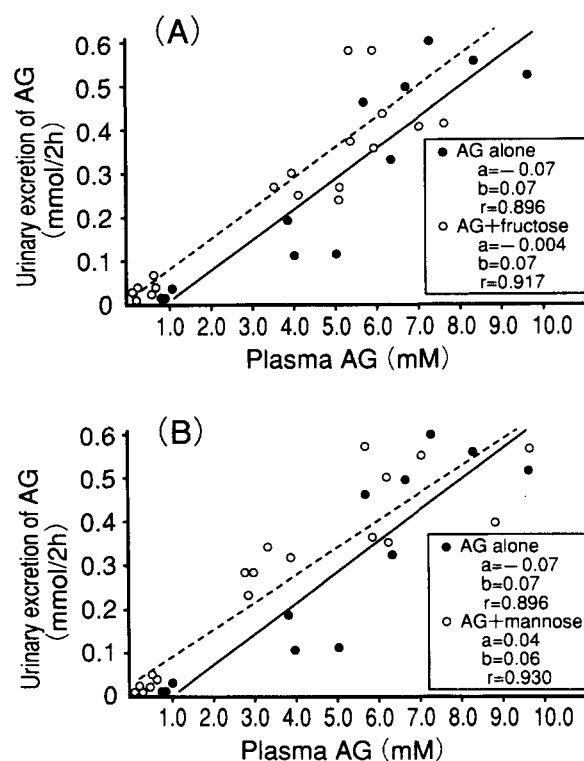 (A)
Urinary excretion of AG
(mmol/2h)
0.6
0.5
0.4
0.3
0.2
0.1
0
1.0 2.0 3.0 4.0 5.0 6.0 7.0 8.0 9.0 10.0
Plasma AG (mM)
● AG alone
a=-0.07
b=0.07
r=0.896
○ AG+fructose
a=-0.004
b=0.07
r=0.917
(B)
Urinary excretion of AG
(mmol/2h)
0.6
0.5
0.4
0.3
0.2
0.1
0
1.0 2.0 3.0 4.0 5.0 6.0 7.0 8.0 9.0 10.0
Plasma AG (mM)
● AG alone
a=-0.07
b=0.07
r=0.896
○ AG+mannose
a=0.04
b=0.06
r=0.930